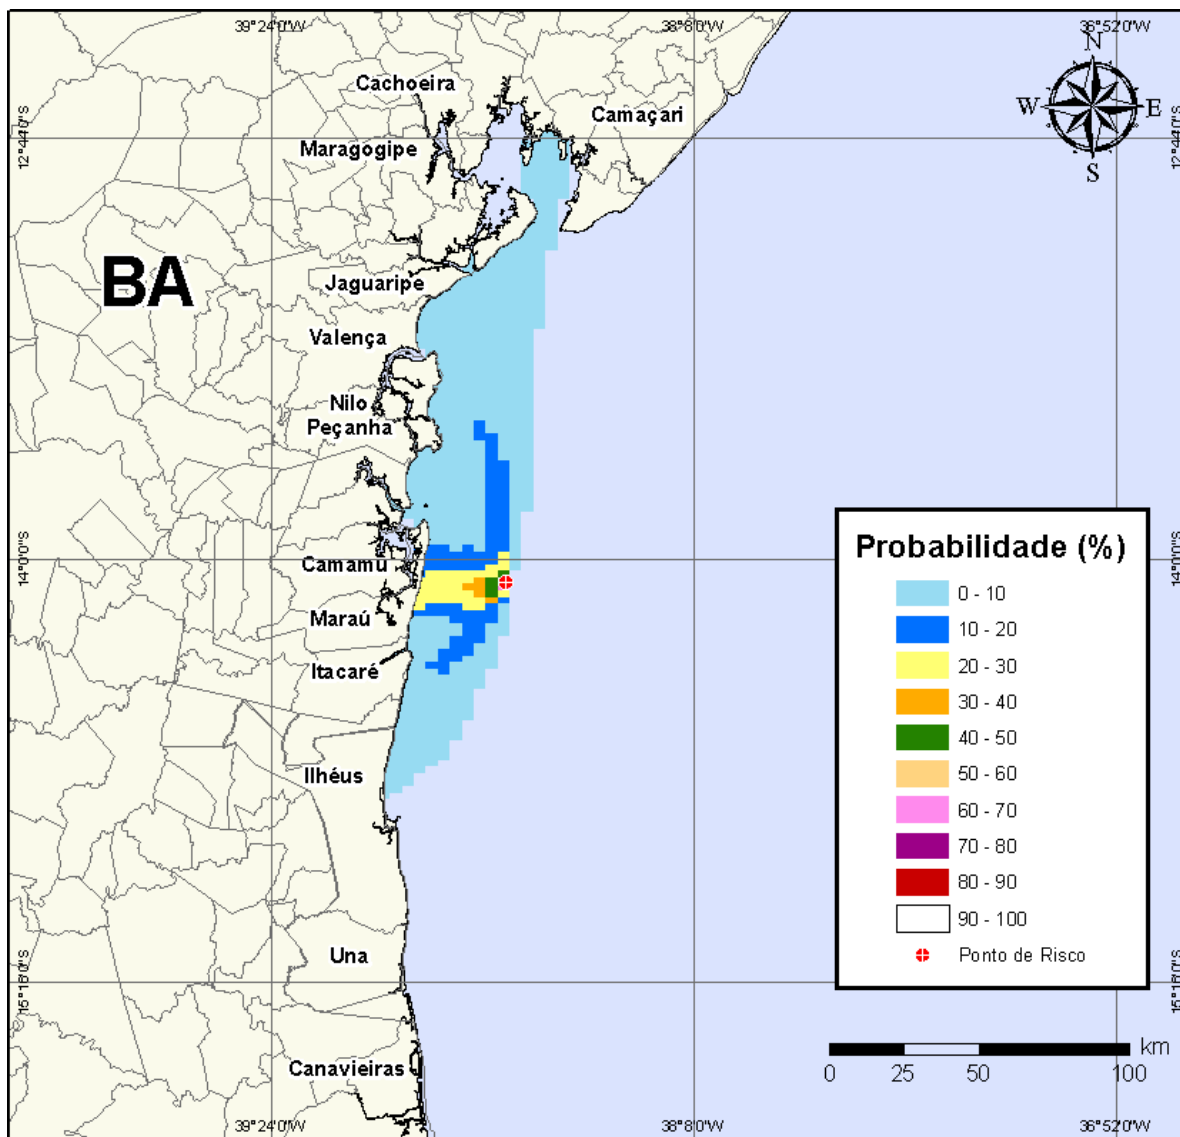 39°24'0"W
38°8'0"W
36°52'0"W
N
Cachoeira
Camaçari
W
E
12°44'0"S
12°44'0"S
Maragogipe
S
BA
Jaguaripe
Valença
Nilo
Peçanha
14°0'0"S
14°0'0"S
Camamu
Maraú
Itacaré
Ilhéus
Una
Canavieiras
Probabilidade (%)
0 - 10
10 - 20
20 - 30
30 - 40
40 - 50
50 - 60
60 - 70
70 - 80
80 - 90
90 - 100
Ponto de Risco
15°16'0"S
15°16'0"S
km
0 25 50 100
39°24'0"W
38°8'0"W
36°52'0"W